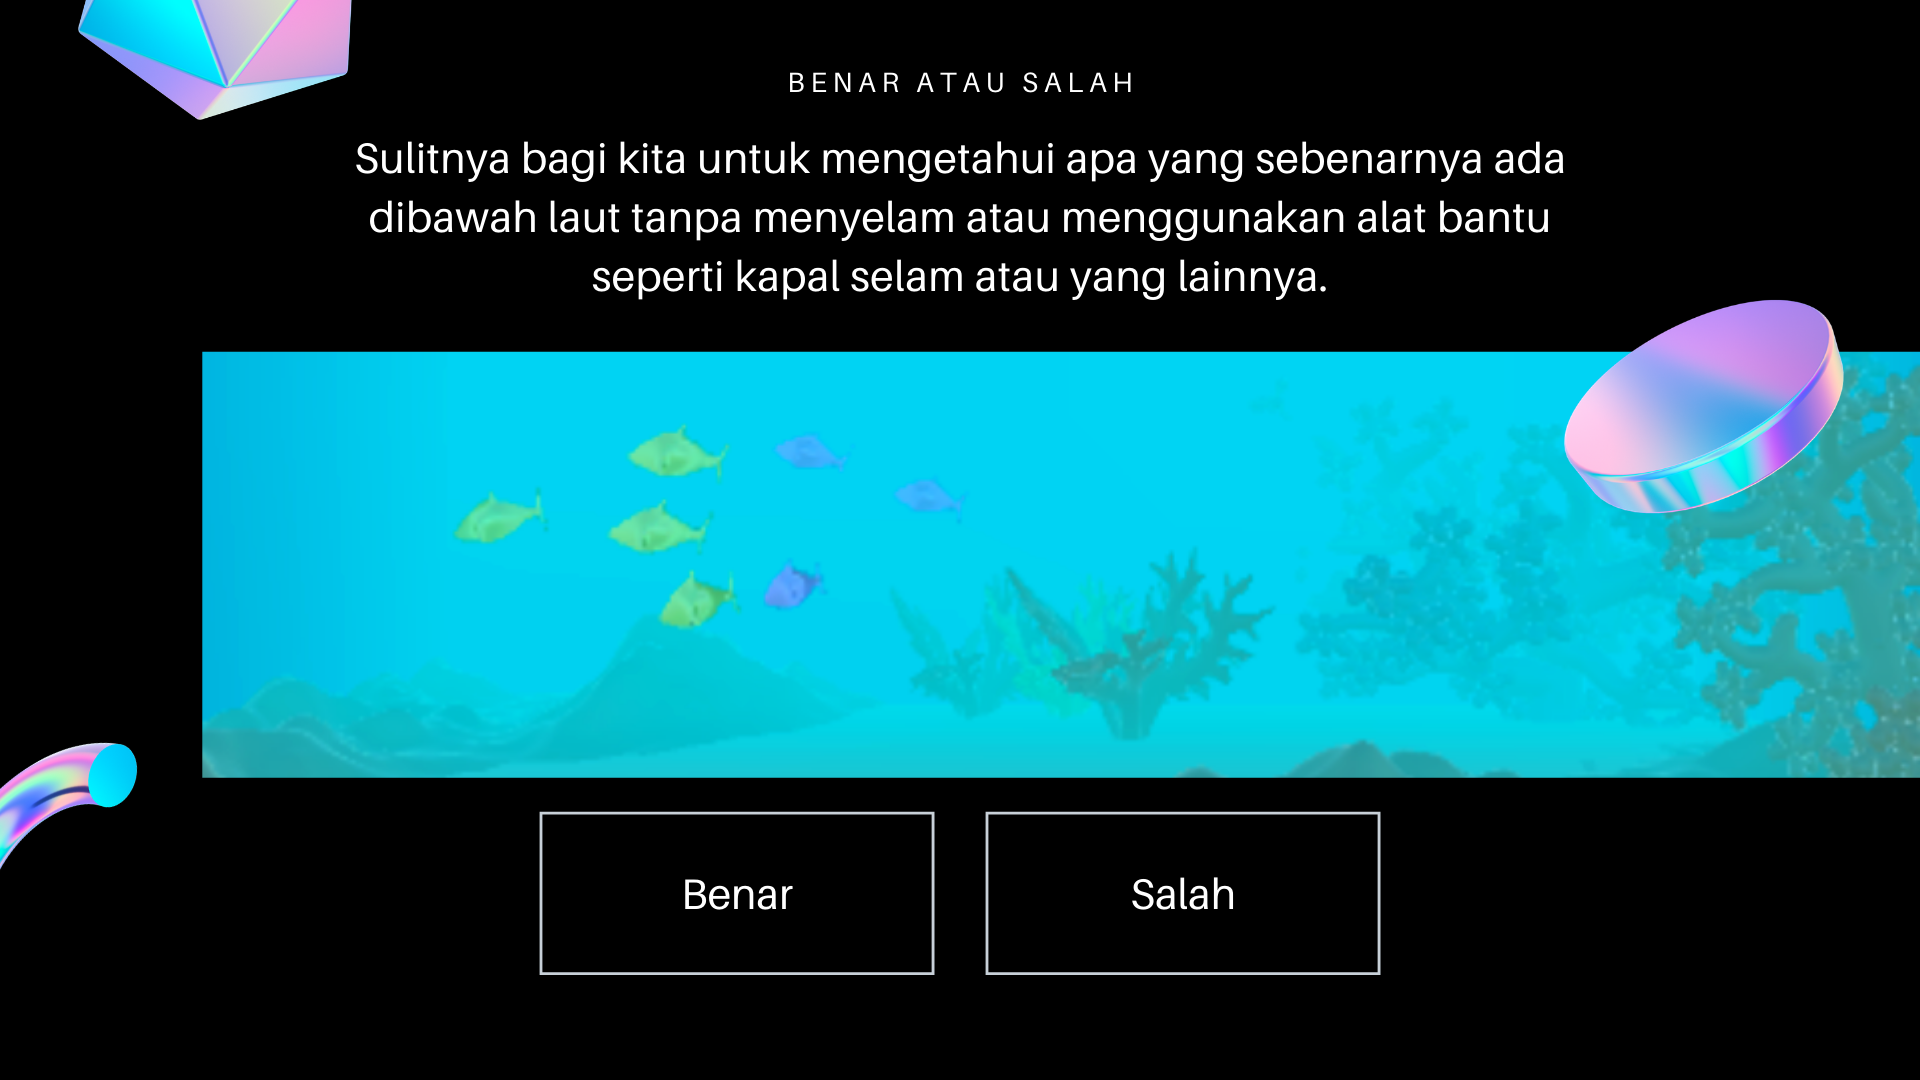 BENAR ATAU SALAH
Sulitnya bagi kita untuk mengetahui apa yang sebenarnya ada
dibawah laut tanpa menyelam atau menggunakan alat bantu
seperti kapal selam atau yang lainnya.
Benar
Salah